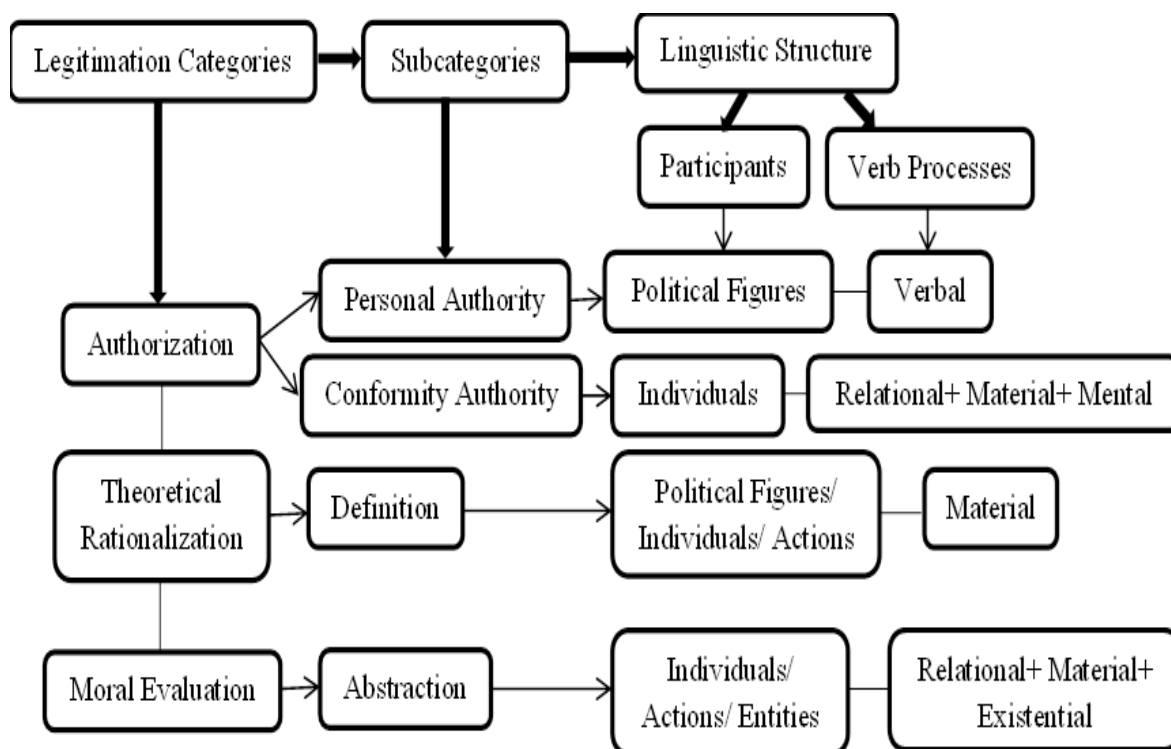 Legitimation Categories
Subcategories
Linguistic Structure
Participants
Verb Processes
Personal Authority
Political Figures
Verbal
Authorization
Conformity Authority
Individuals
Relational+ Material+ Mental
Theoretical
Rationalization
Definition
Political Figures/
Individuals/ Actions
Material
Moral Evaluation
Abstraction
Individuals/
Actions/ Entities
Relational+ Material+
Existential